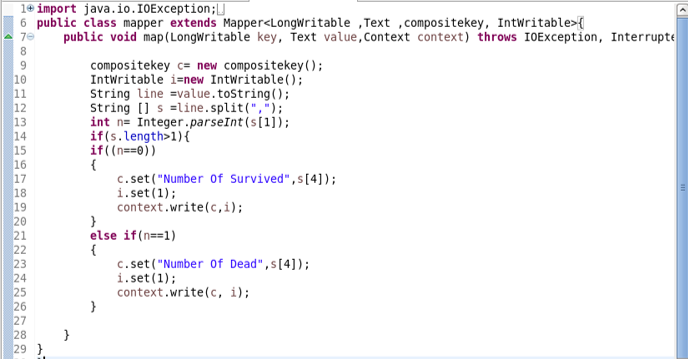 1 import java.io.IOException;
6 public class mapper extends Mapper<LongWritable ,Text ,compositekey, IntWritable>{
7 public void map(LongWritable key, Text value,Context context) throws IOException, Interrupte
8
9 compositekey c= new compositekey();
10 IntWritable i=new IntWritable();
11 String line =value.toString();
12 String [] s =line.split(",");
13 int n= Integer.parseInt(s[1]);
14 if(s.length>1){
15 if((n==0))
16 {
17 c.set("Number Of Survived",s[4]);
18 i.set(1);
19 context.write(c,i);
20 }
21 else if(n==1)
22 {
23 c.set("Number Of Dead",s[4]);
24 i.set(1);
25 context.write(c, i);
26 }
27
28 }
29 }